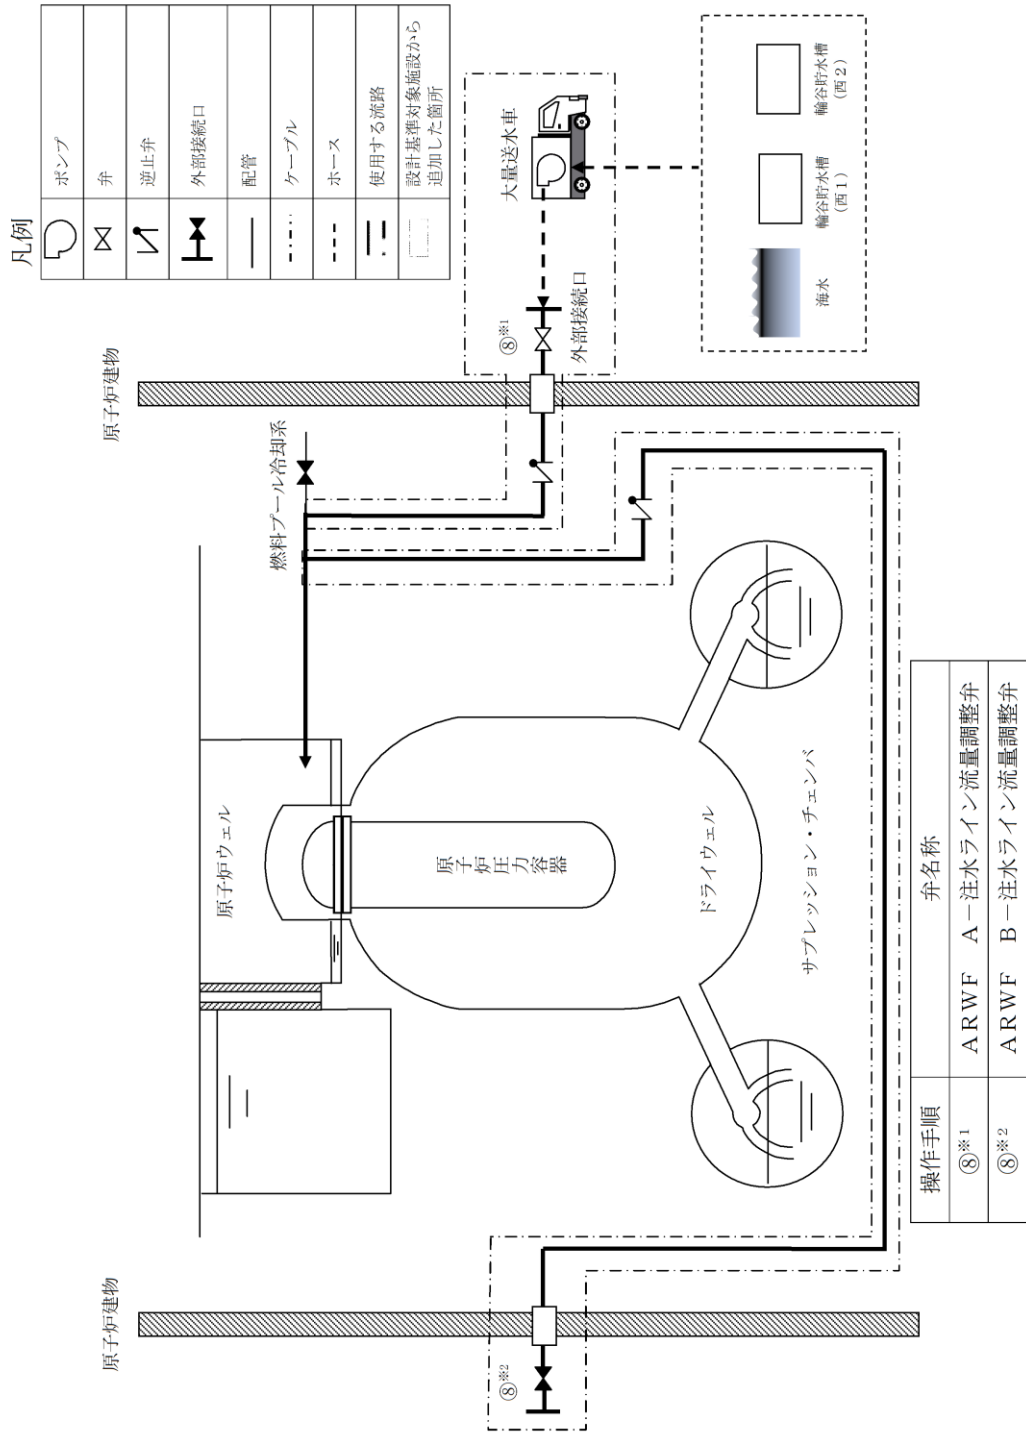 凡例
ポンプ
弁
逆止弁
外部接続口
配管
ケーブル
ホース
使用する流路
設計基準対象施設から
追加した箇所
原子炉建物
原子炉建物
燃料プール冷却系
⑧※1
外部接続口
大量送水車
海水
輪谷貯水槽
(西1)
輪谷貯水槽
(西2)
原子炉ウェル
原子炉圧力容器
ドライウェル
サプレッション・チェンバ
⑧※2
操作手順 弁名称
⑧※1 ARWF A-注水ライン流量調整弁
⑧※2 ARWF B-注水ライン流量調整弁